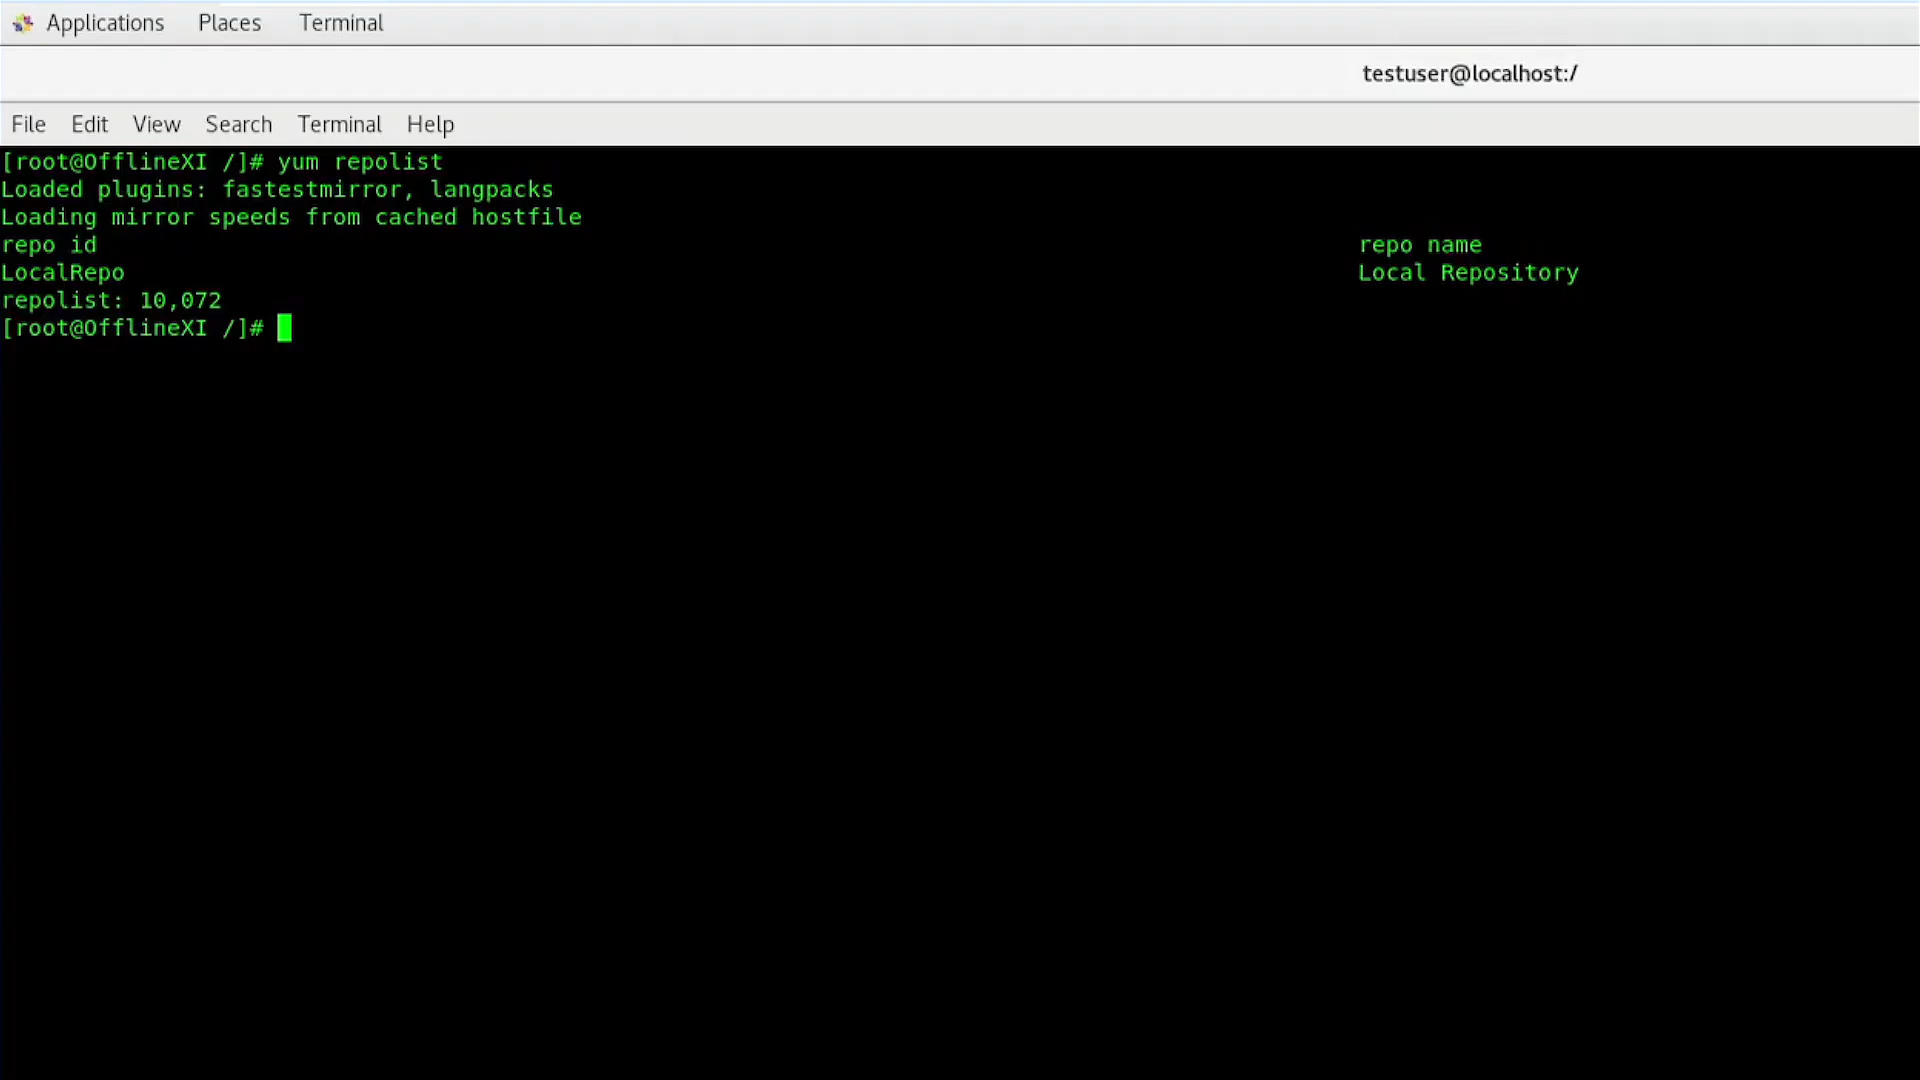 Applications Places Terminal
testuser@localhost:/
File Edit View Search Terminal Help
[root@OfflineXI /]# yum repolist
Loaded plugins: fastestmirror, langpacks
Loading mirror speeds from cached hostfile
repo id repo name
LocalRepo Local Repository
repolist: 10,072
[root@OfflineXI /]#